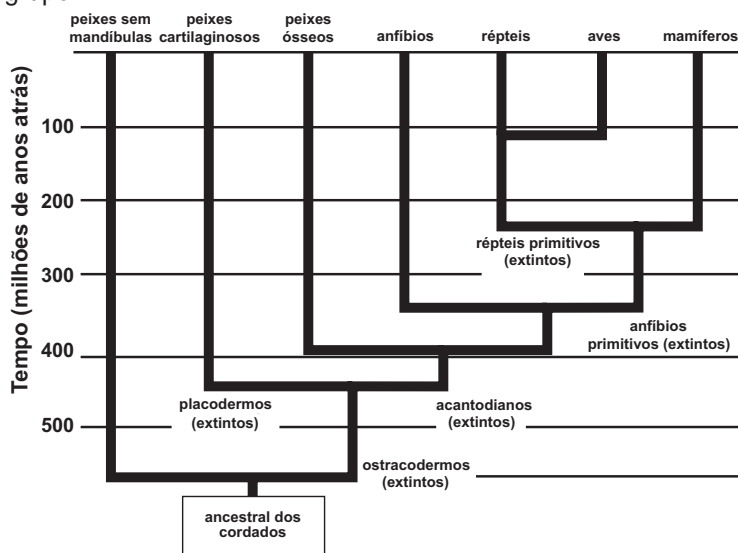 peixes sem
mandíbulas
peixes
cartilaginosos
peixes
ósseos
anfíbios
répteis
aves
mamíferos
Tempo (milhões de anos atrás)
100
200
300
400
500
répteis primitivos
(extintos)
anfíbios
primitivos (extintos)
placodermos
(extintos)
acantodianos
(extintos)
ostracodermos
(extintos)
ancestral dos
cordados